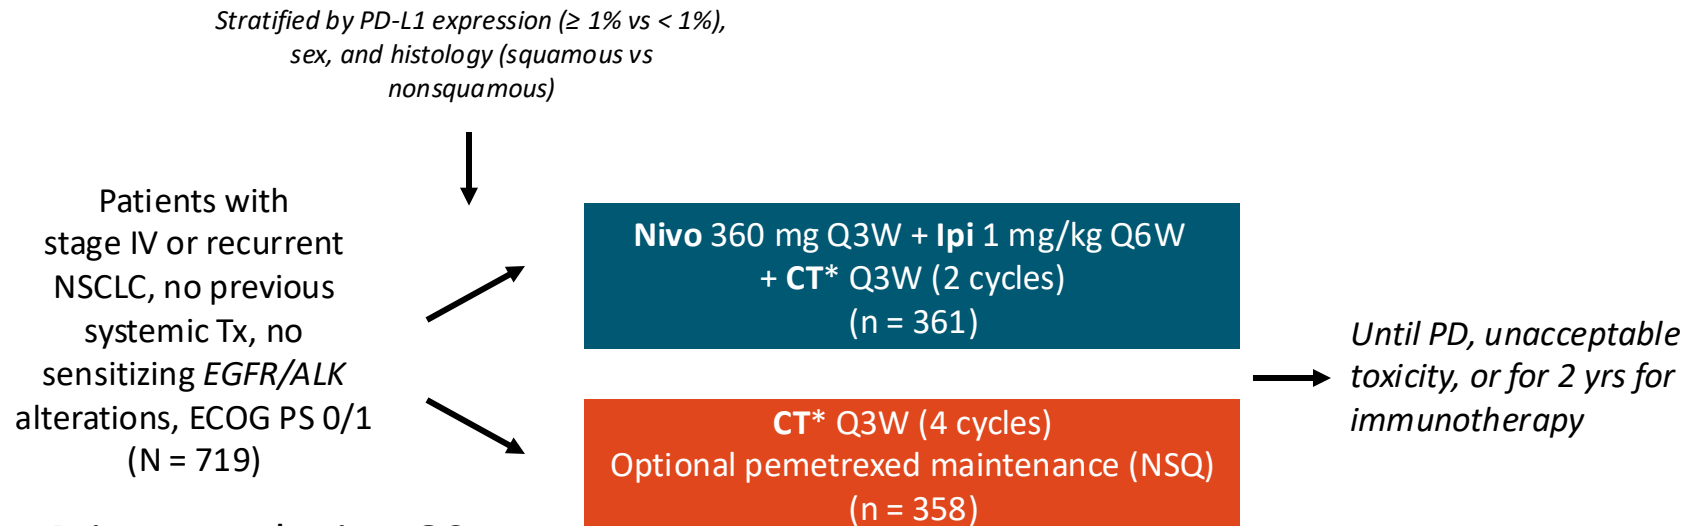 Stratified by PD-L1 expression (≥ 1% vs < 1%),
sex, and histology (squamous vs
nonsquamous)
Patients with
stage IV or recurrent
NSCLC, no previous
systemic Tx, no
sensitizing EGFR/ALK
alterations, ECOG PS 0/1
(N = 719)
Nivo 360 mg Q3W + Ipi 1 mg/kg Q6W
+ CT* Q3W (2 cycles)
(n = 361)
CT* Q3W (4 cycles)
Optional pemetrexed maintenance (NSQ)
(n = 358)
Until PD, unacceptable
toxicity, or for 2 yrs for
immunotherapy